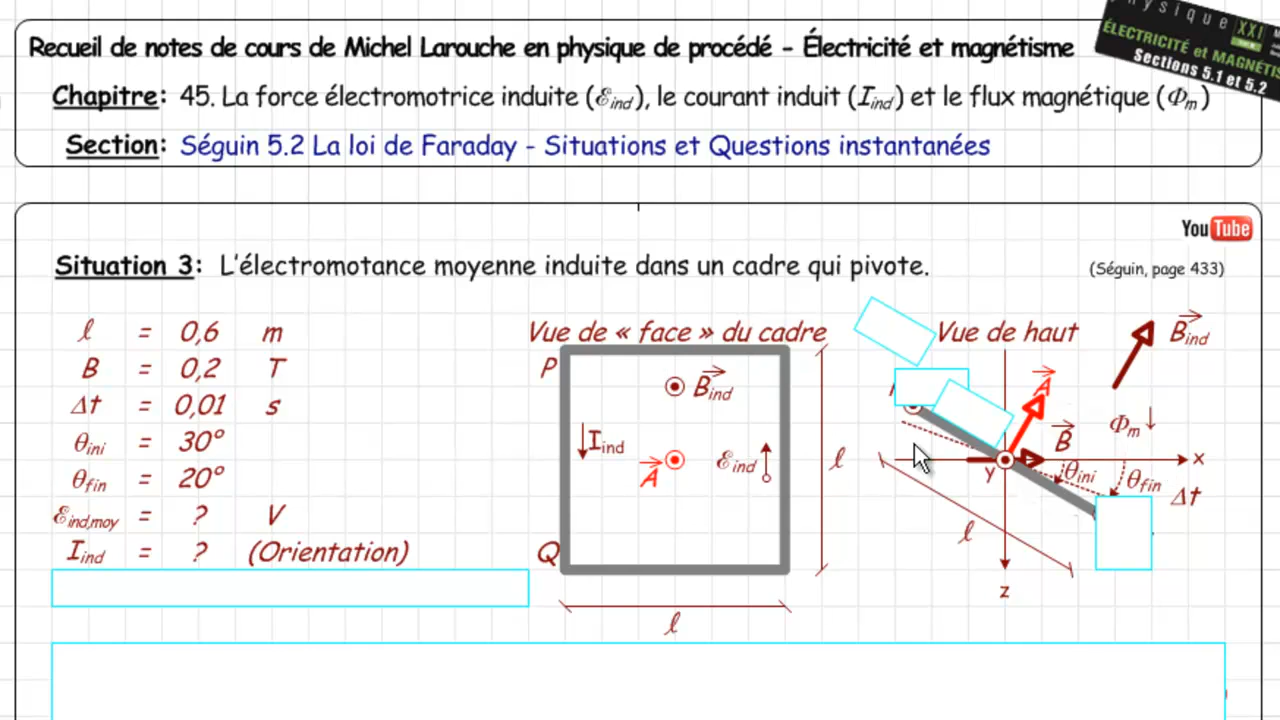 Physique XXI
ÉLECTRICITÉ et MAGNÉTIS
Sections 5.1 et 5.2
Recueil de notes de cours de Michel Larouche en physique de procédé - Électricité et magnétisme
Chapitre: 45. La force électromotrice induite (ℰind), le courant induit (Iind) et le flux magnétique (Φm)
Section: Séguin 5.2 La loi de Faraday - Situations et Questions instantanées
YouTube
Situation 3: L'électromotance moyenne induite dans un cadre qui pivote.
(Séguin, page 433)
ℓ = 0,6 m
B = 0,2 T
Δt = 0,01 s
θini = 30°
θfin = 20°
ℰind,moy = ? V
Iind = ? (Orientation)
Vue de « face » du cadre
P
Bind
Iind
A
ℰind
ℓ
Q
ℓ
Vue de haut
Bind
A
Φm↓
B
x
y
θini
θfin
Δt
ℓ
z